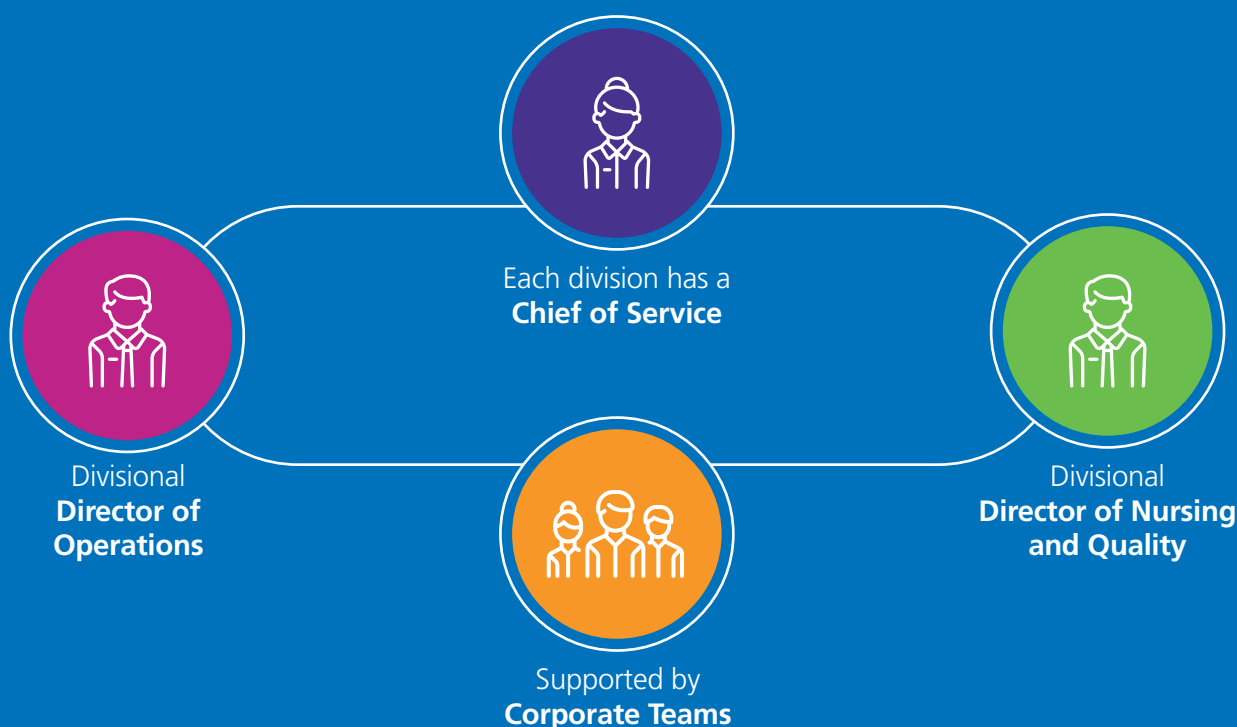 Each division has a
Chief of Service
Divisional
Director of
Operations
Divisional
Director of Nursing
and Quality
Supported by
Corporate Teams